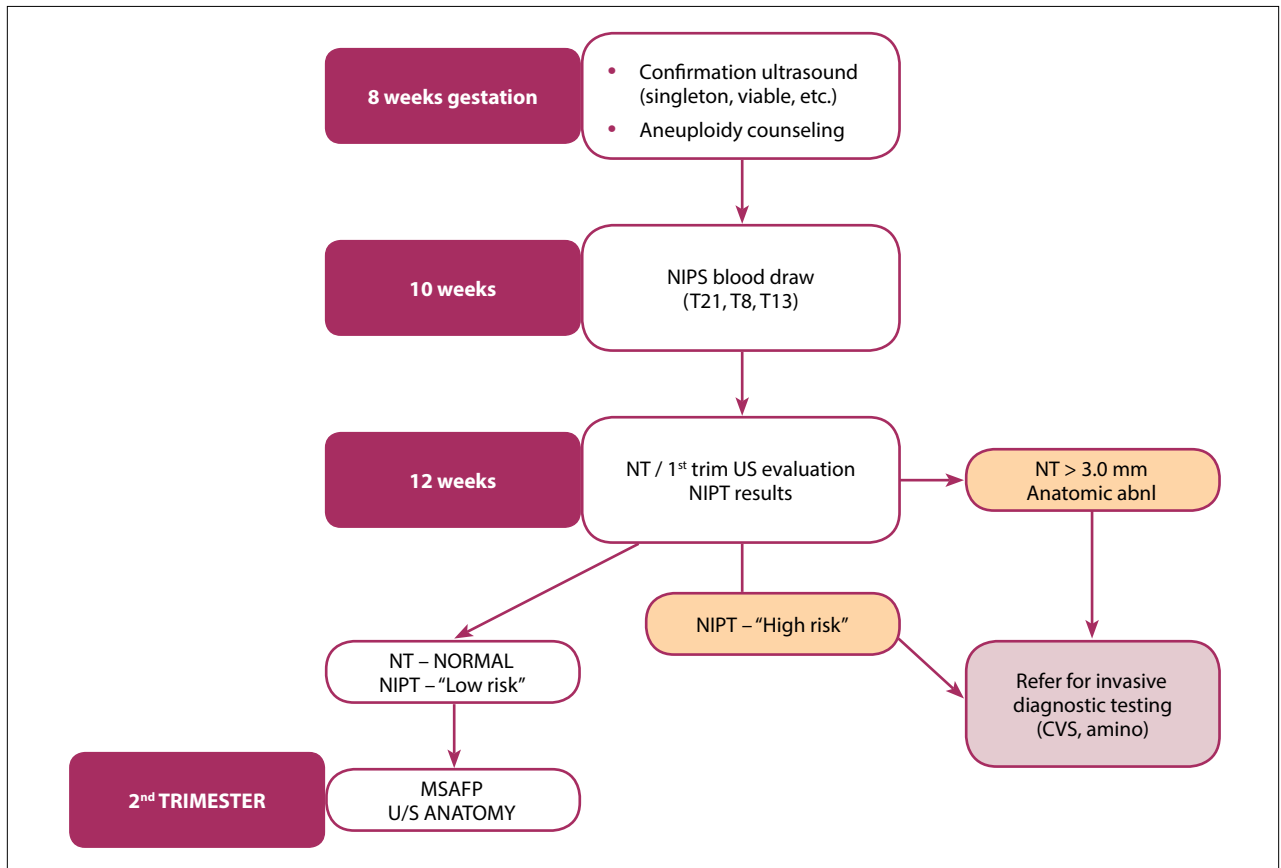 8 weeks gestation
• Confirmation ultrasound
(singleton, viable, etc.)
• Aneuploidy counseling
10 weeks
NIPS blood draw
(T21, T8, T13)
12 weeks
NT / 1st trim US evaluation
NIPT results
NT > 3.0 mm
Anatomic abnl
NIPT – “High risk”
NT – NORMAL
NIPT – “Low risk”
Refer for invasive
diagnostic testing
(CVS, amino)
2nd TRIMESTER
MSAFP
U/S ANATOMY